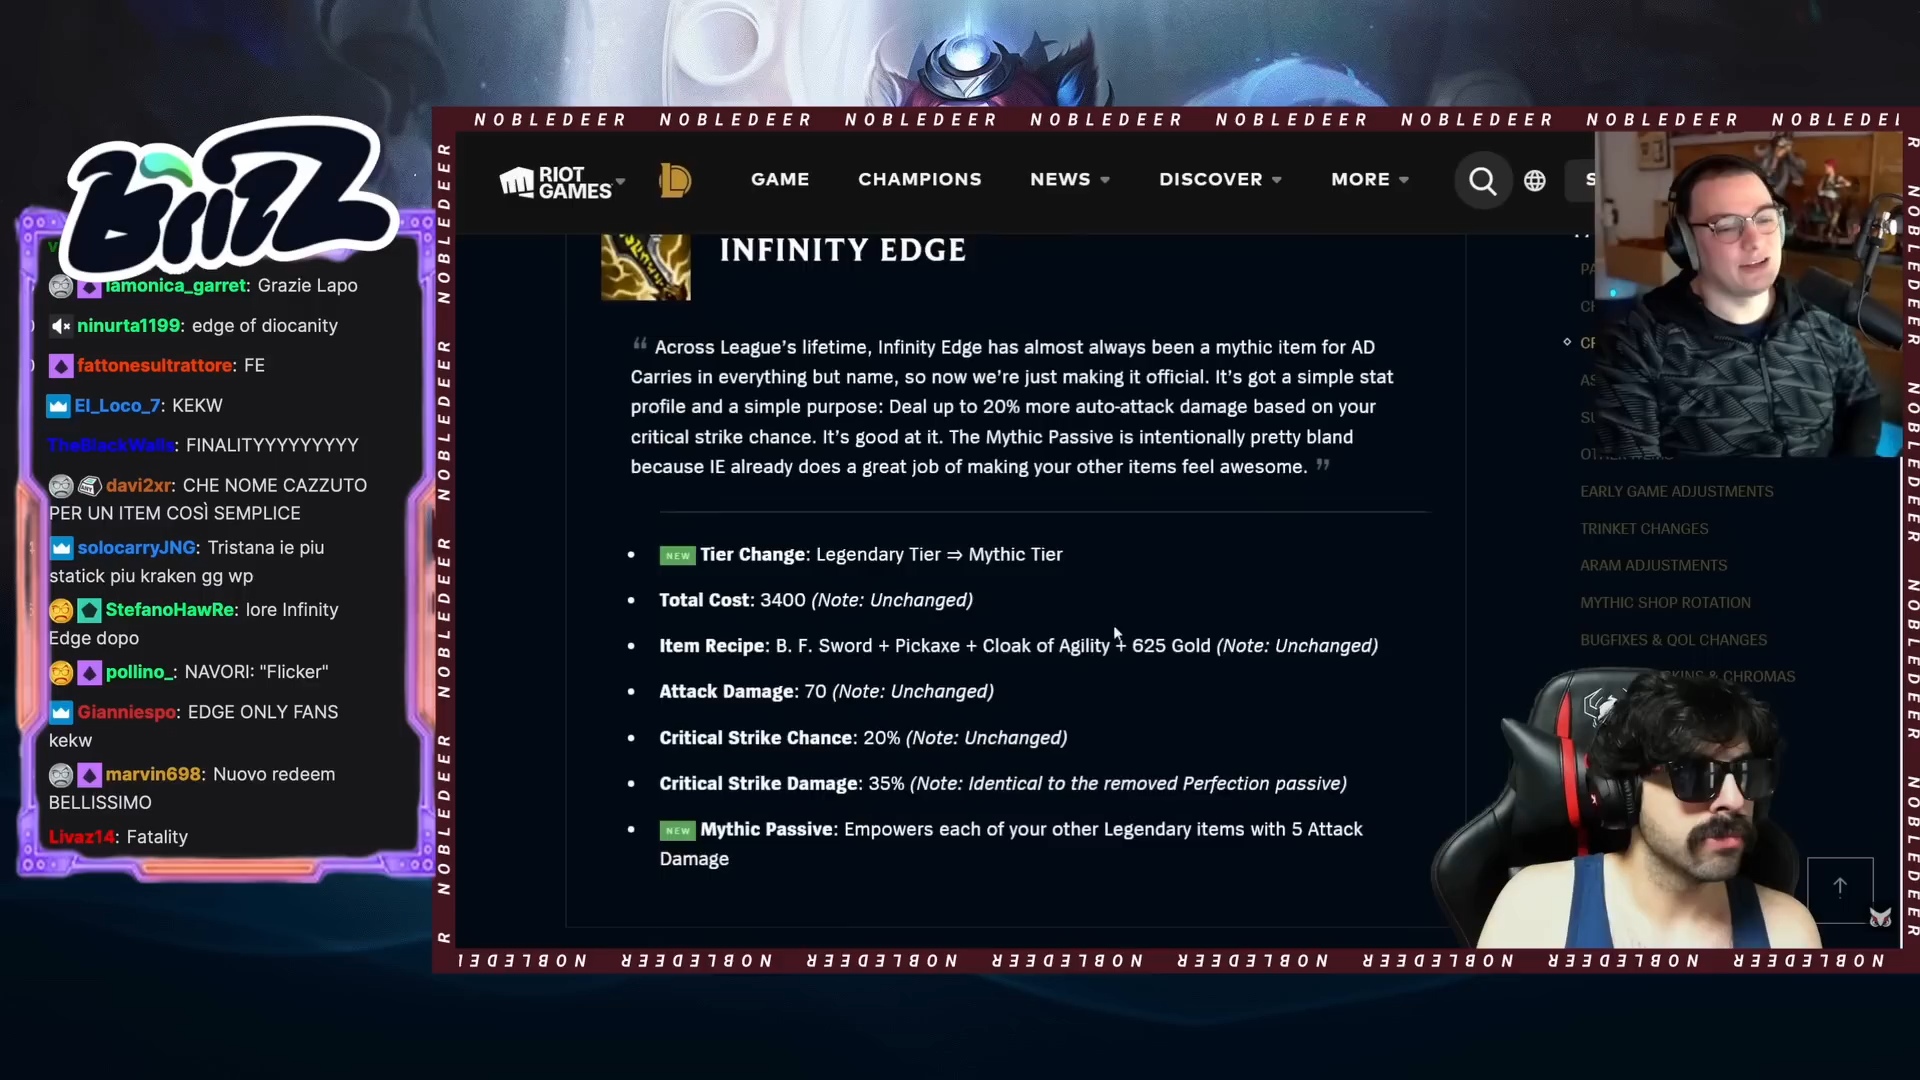 NOBLEDEER NOBLEDEER NOBLEDEER NOBLEDEER NOBLEDEER NOBLEDEER NOBLEDEER
BrizZ
RIOT
GAMES
GAME
CHAMPIONS
NEWS
DISCOVER
MORE
lamonica_garret: Grazie Lapo
ninurta1199: edge of diocanity
fattonesultrattore: FE
El_Loco_7: KEKW
TheBlackWalls: FINALITYYYYYYYYY
davi2xr: CHE NOME CAZZUTO
PER UN ITEM COSÌ SEMPLICE
solocarryJNG: Tristana ie piu
statick piu kraken gg wp
StefanoHawRe: lore Infinity
Edge dopo
pollino_: NAVORI: "Flicker"
Gianniespo: EDGE ONLY FANS
kekw
marvin698: Nuovo redeem
BELLISSIMO
Livaz14: Fatality
INFINITY EDGE
“ Across League’s lifetime, Infinity Edge has almost always been a mythic item for AD
Carries in everything but name, so now we’re just making it official. It’s got a simple stat
profile and a simple purpose: Deal up to 20% more auto-attack damage based on your
critical strike chance. It’s good at it. The Mythic Passive is intentionally pretty bland
because IE already does a great job of making your other items feel awesome. ”
• NEW Tier Change: Legendary Tier ⇒ Mythic Tier
• Total Cost: 3400 (Note: Unchanged)
• Item Recipe: B. F. Sword + Pickaxe + Cloak of Agility + 625 Gold (Note: Unchanged)
• Attack Damage: 70 (Note: Unchanged)
• Critical Strike Chance: 20% (Note: Unchanged)
• Critical Strike Damage: 35% (Note: Identical to the removed Perfection passive)
• NEW Mythic Passive: Empowers each of your other Legendary items with 5 Attack
Damage
EARLY GAME ADJUSTMENTS
TRINKET CHANGES
ARAM ADJUSTMENTS
MYTHIC SHOP ROTATION
BUGFIXES & QOL CHANGES
SKINS & CHROMAS
NOBLEDEER NOBLEDEER NOBLEDEER NOBLEDEER NOBLEDEER NOBLEDEER NOBLEDEER